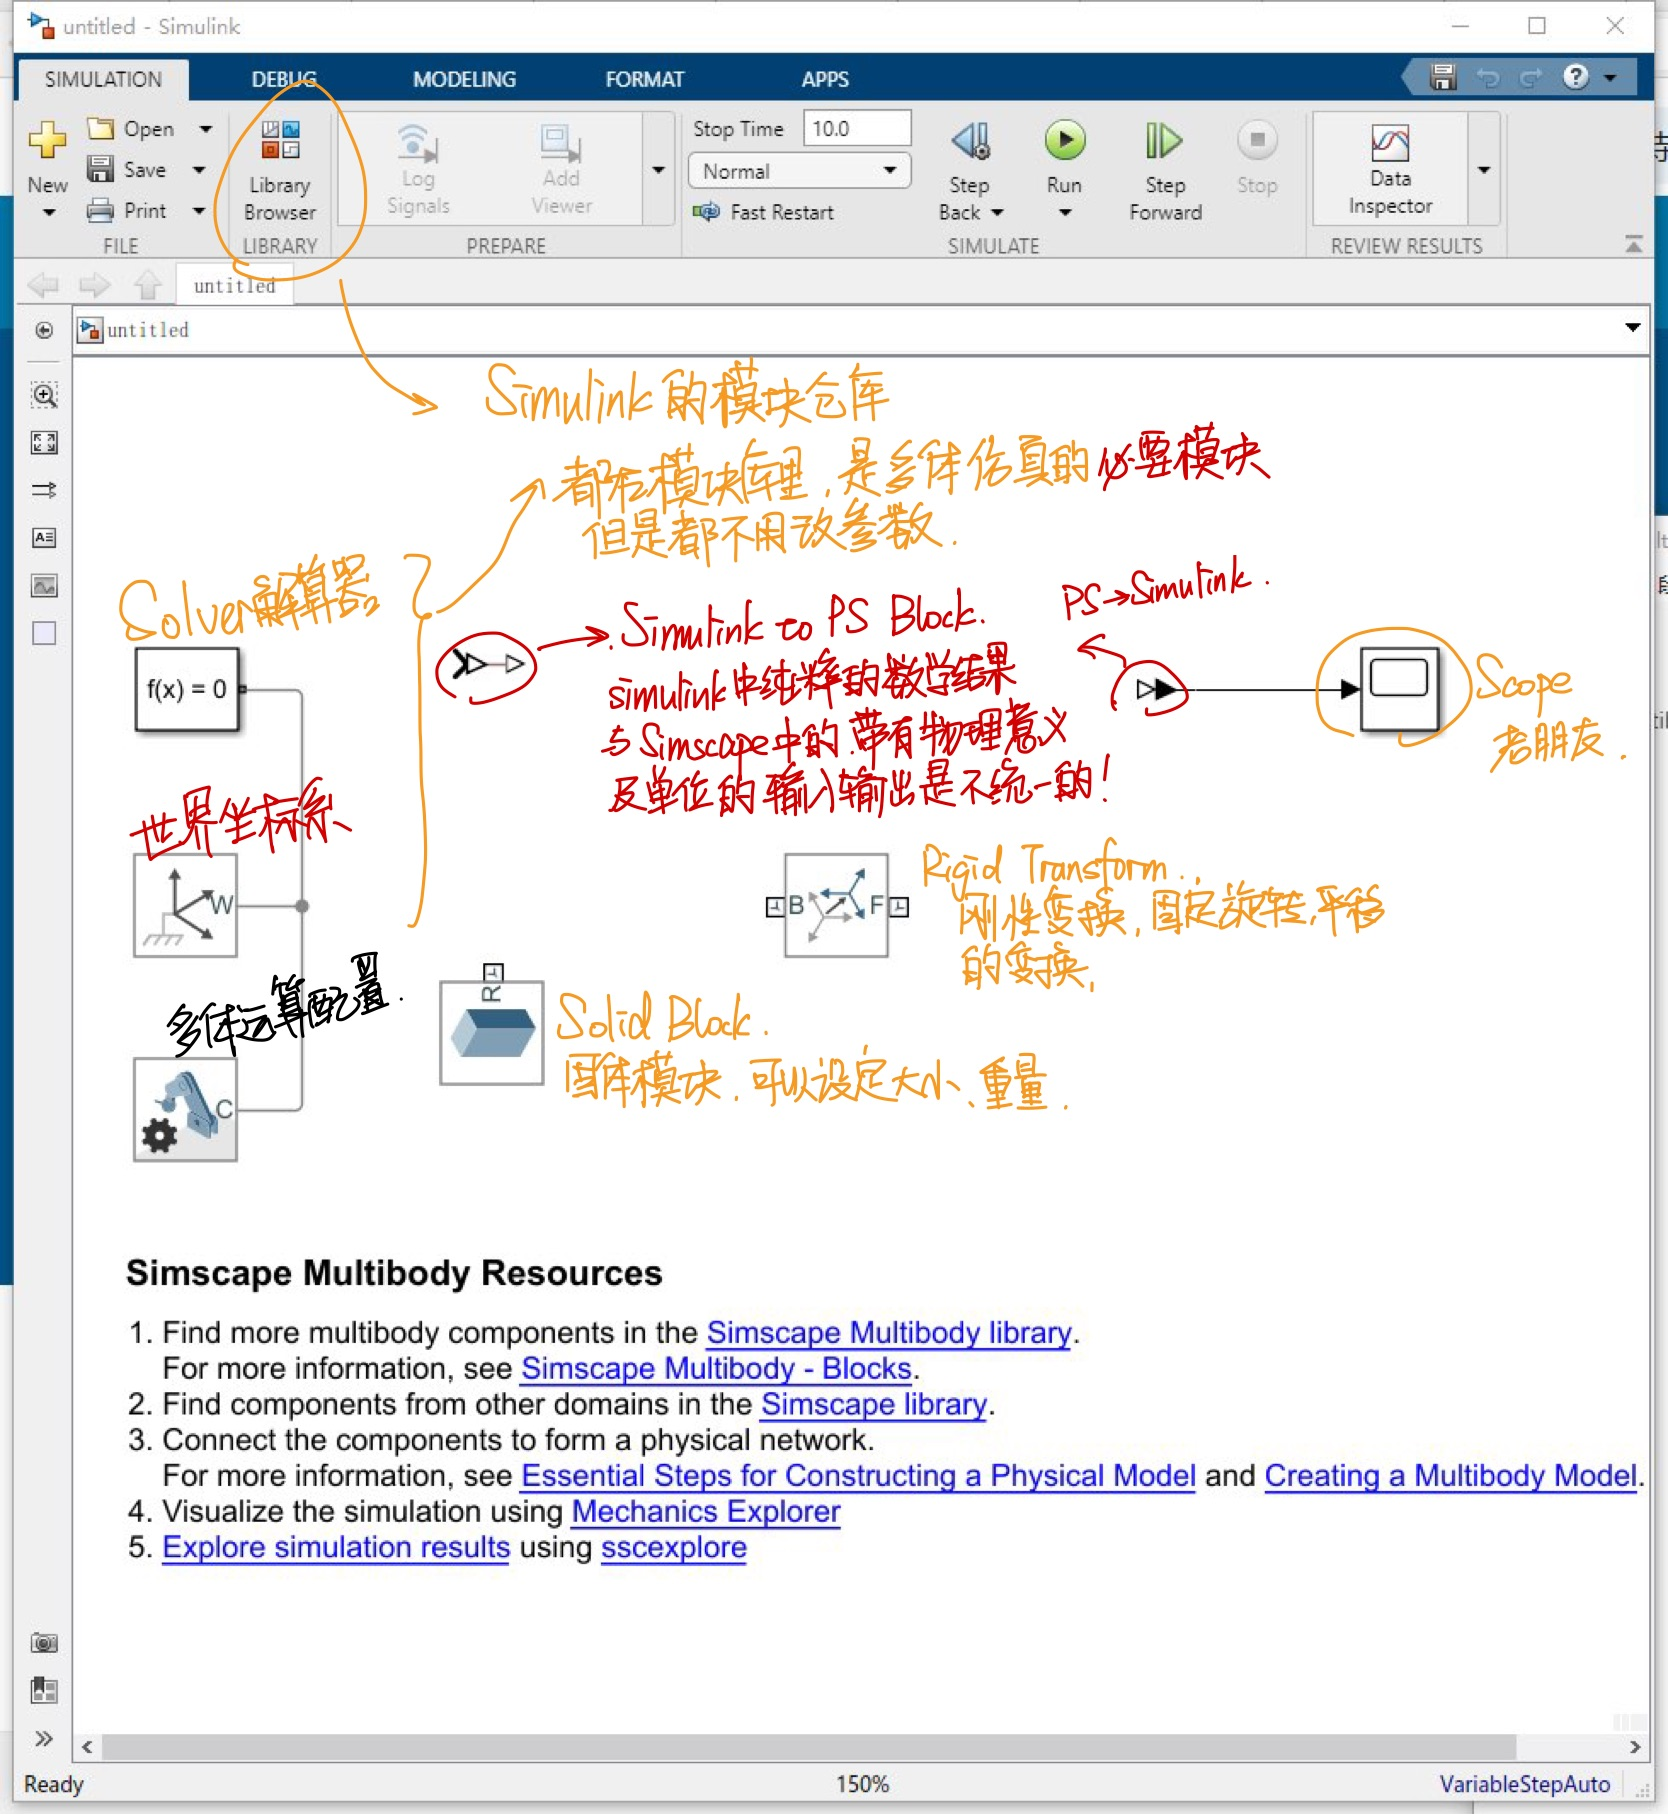 untitled - Simulink
SIMULATION DEBUG MODELING FORMAT APPS
New
Open
Save
Print
FILE
Library Browser
LIBRARY
Log Signals
Add Viewer
PREPARE
Stop Time 10.0
Normal
Fast Restart
Step Back
Run
Step Forward
Stop
SIMULATE
Data Inspector
REVIEW RESULTS
untitled
untitled
Simulink 的模块仓库
都在模块库里,是多体仿真的必要模块
但是都不用改参数.
Solver解算器
f(x) = 0
Simulink to PS Block.
simulink中纯粹的数学结果
与Simscape中的带有物理意义
及单位的输入输出是不统一的!
PS→Simulink.
Scope
老朋友.
世界坐标系
W
B F
Rigid Transform.
刚性变换,固定旋转,平移
的变换,
多体运算配置.
C
R
Solid Block.
固体模块.可以设定大小、重量.
Simscape Multibody Resources
1. Find more multibody components in the Simscape Multibody library.
For more information, see Simscape Multibody - Blocks.
2. Find components from other domains in the Simscape library.
3. Connect the components to form a physical network.
For more information, see Essential Steps for Constructing a Physical Model and Creating a Multibody Model.
4. Visualize the simulation using Mechanics Explorer
5. Explore simulation results using sscexplore
Ready 150% VariableStepAuto